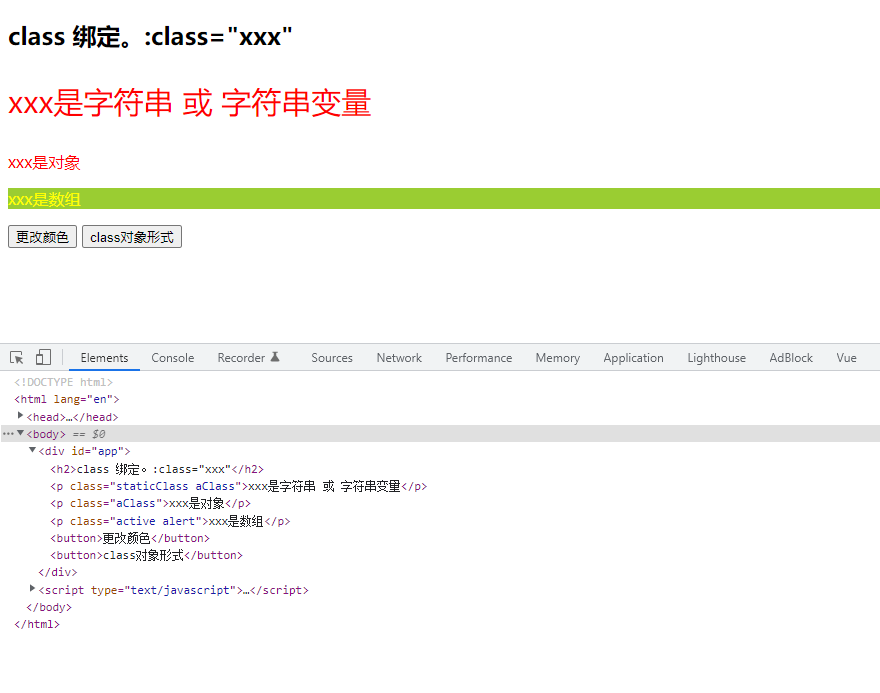 class 绑定。:class="xxx"
xxx是字符串 或 字符串变量
xxx是对象
xxx是数组
更改颜色 class对象形式
Elements Console Recorder Sources Network Performance Memory Application Lighthouse AdBlock Vue
<!DOCTYPE html>
<html lang="en">
<head>…</head>
<body> == $0
<div id="app">
<h2>class 绑定。:class="xxx"</h2>
<p class="staticClass aClass">xxx是字符串 或 字符串变量</p>
<p class="aClass">xxx是对象</p>
<p class="active alert">xxx是数组</p>
<button>更改颜色</button>
<button>class对象形式</button>
</div>
<script type="text/javascript">…</script>
</body>
</html>